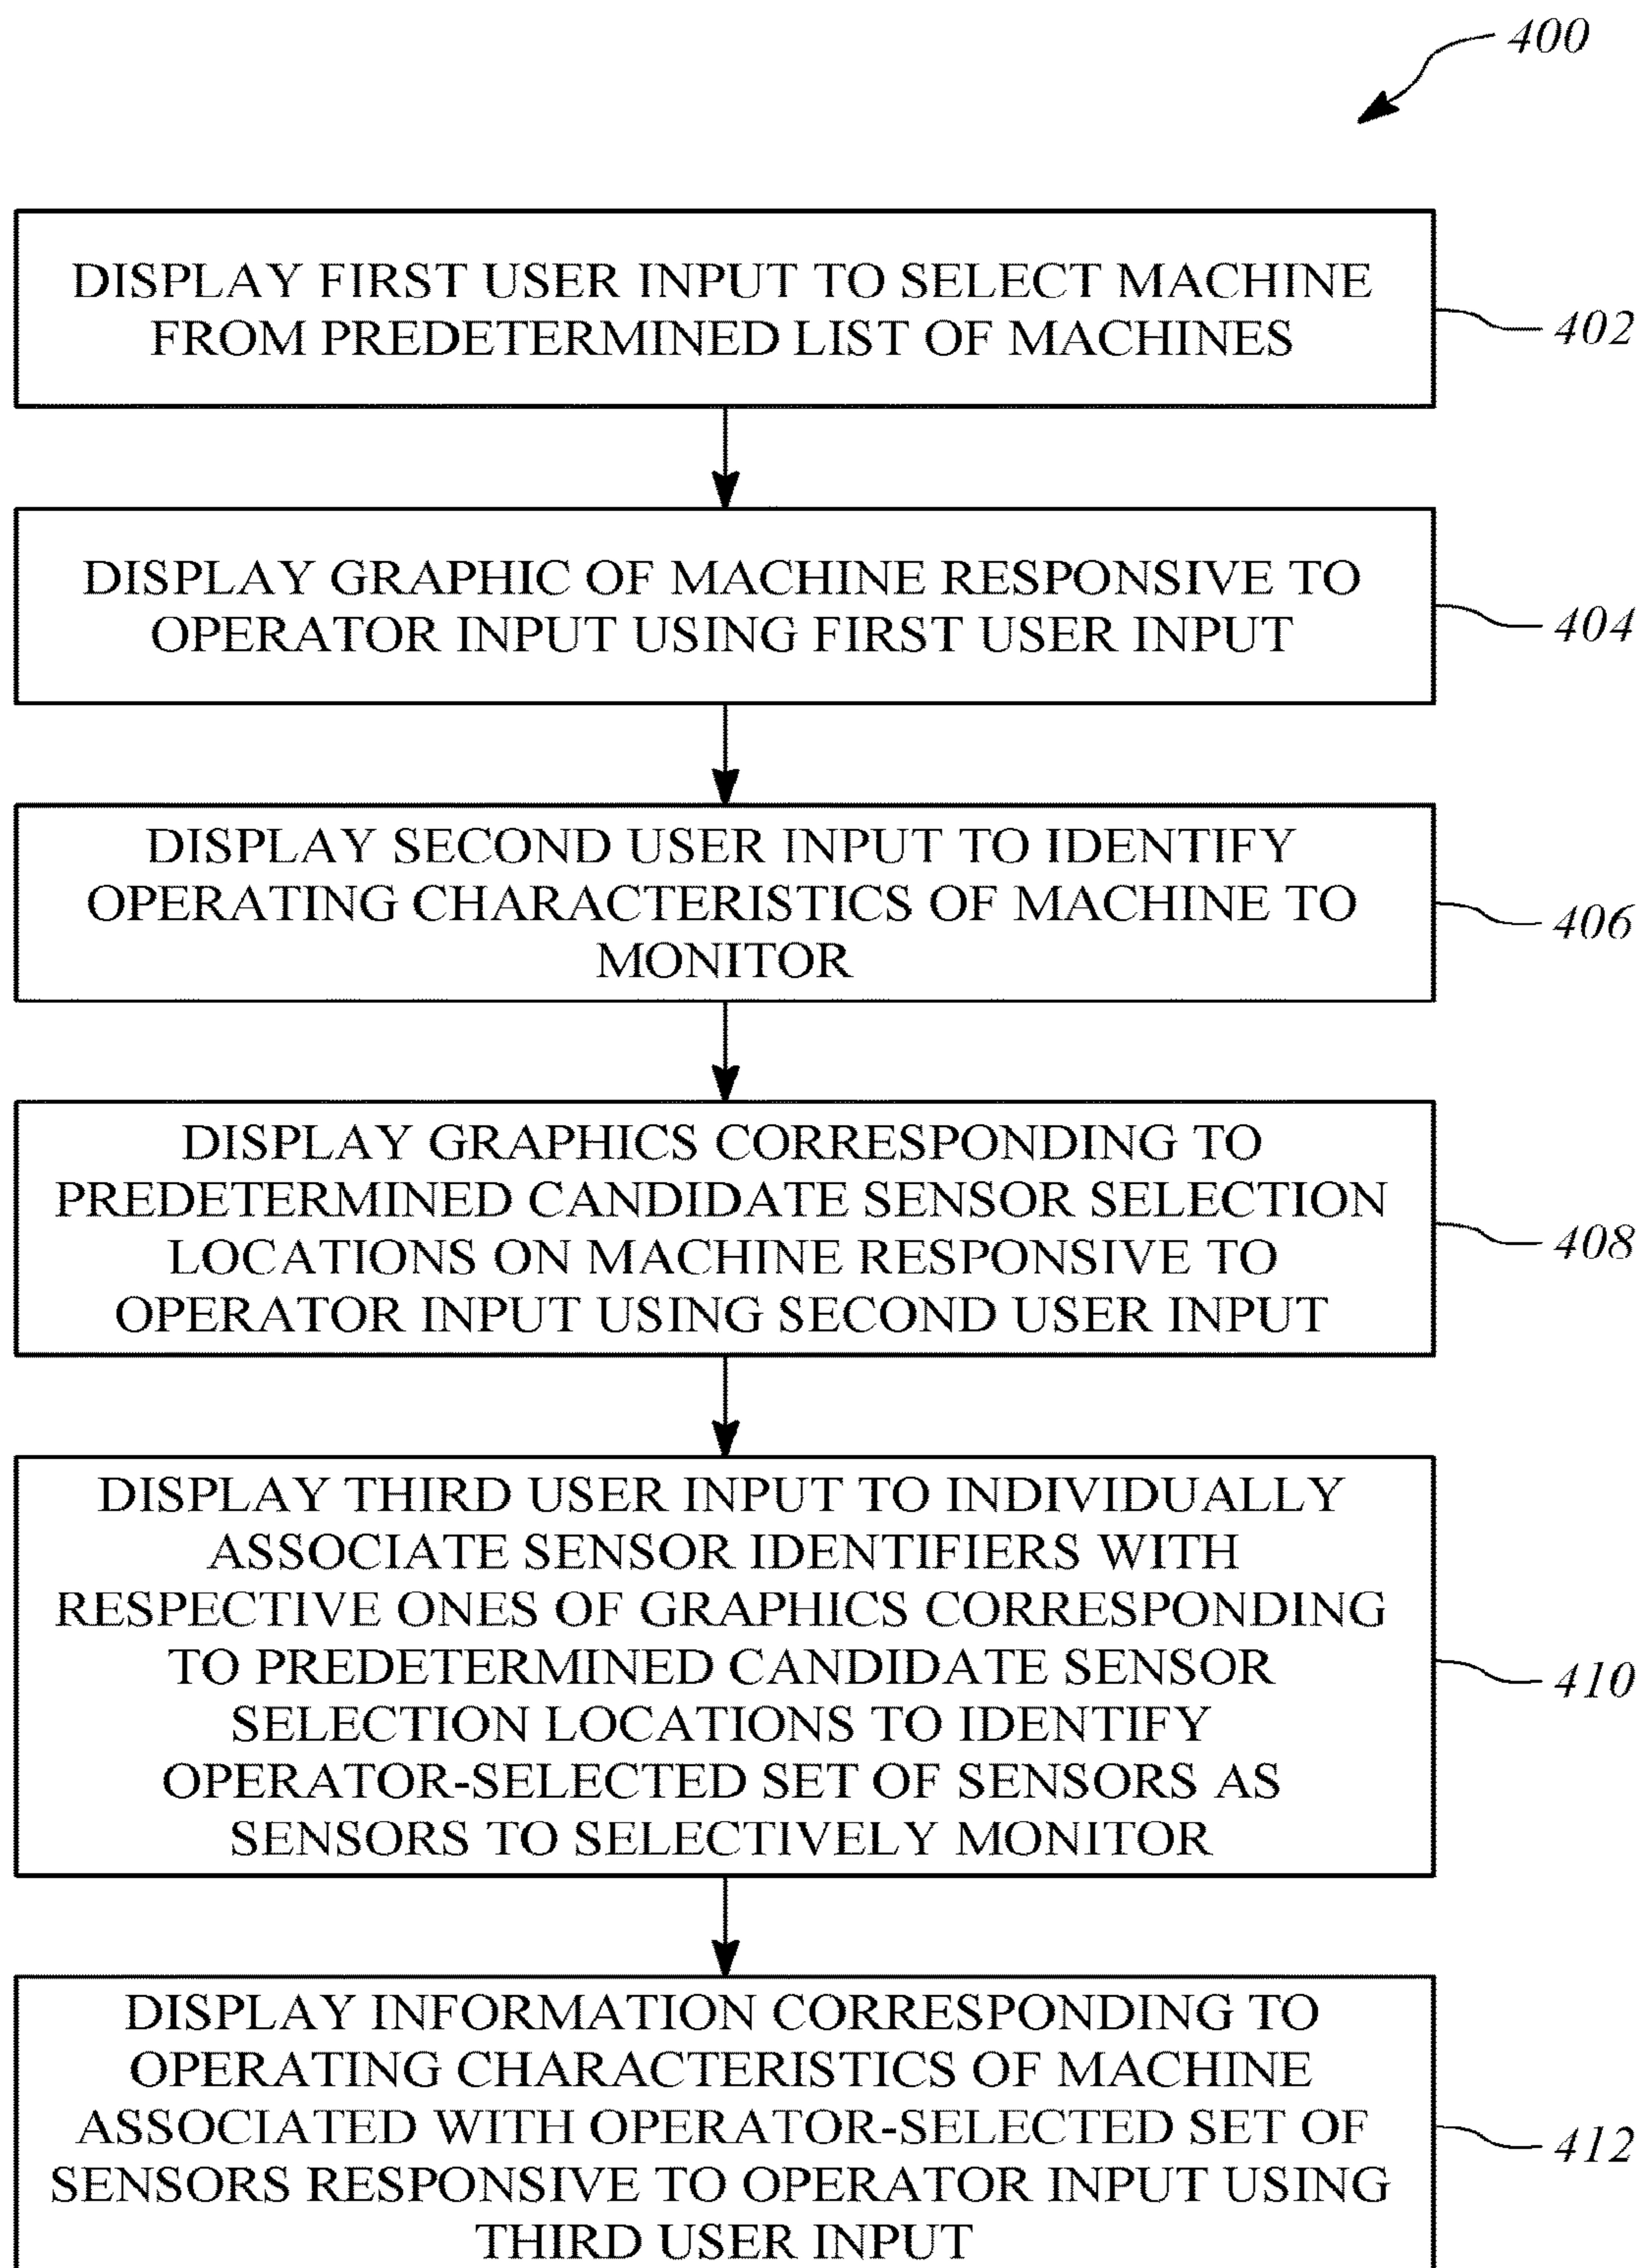 400
DISPLAY FIRST USER INPUT TO SELECT MACHINE
FROM PREDETERMINED LIST OF MACHINES
402
DISPLAY GRAPHIC OF MACHINE RESPONSIVE TO
OPERATOR INPUT USING FIRST USER INPUT
404
DISPLAY SECOND USER INPUT TO IDENTIFY
OPERATING CHARACTERISTICS OF MACHINE TO
MONITOR
406
DISPLAY GRAPHICS CORRESPONDING TO
PREDETERMINED CANDIDATE SENSOR SELECTION
LOCATIONS ON MACHINE RESPONSIVE TO
OPERATOR INPUT USING SECOND USER INPUT
408
DISPLAY THIRD USER INPUT TO INDIVIDUALLY
ASSOCIATE SENSOR IDENTIFIERS WITH
RESPECTIVE ONES OF GRAPHICS CORRESPONDING
TO PREDETERMINED CANDIDATE SENSOR
SELECTION LOCATIONS TO IDENTIFY
OPERATOR-SELECTED SET OF SENSORS AS
SENSORS TO SELECTIVELY MONITOR
410
DISPLAY INFORMATION CORRESPONDING TO
OPERATING CHARACTERISTICS OF MACHINE
ASSOCIATED WITH OPERATOR-SELECTED SET OF
SENSORS RESPONSIVE TO OPERATOR INPUT USING
THIRD USER INPUT
412